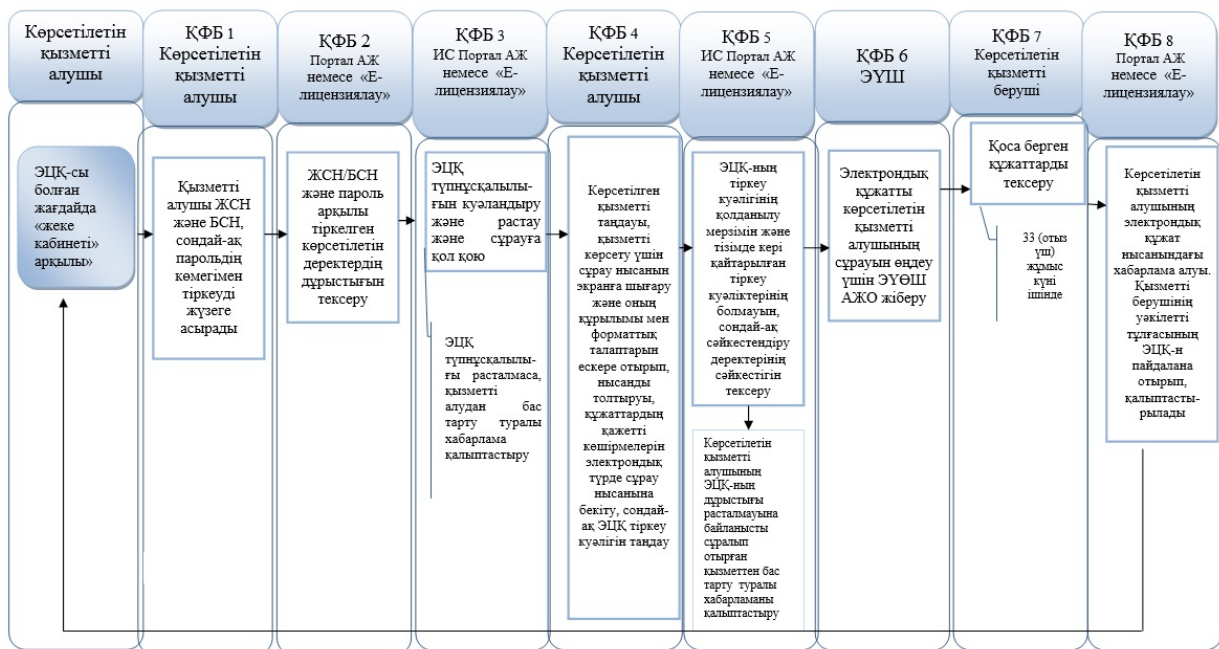 Көрсетілетін
қызметті
алушы
ҚФБ 1
Көрсетілетін
қызметті
алушы
ҚФБ 2
Портал АЖ
немесе «Е-
лицензиялау»
ҚФБ 3
ИС Портал АЖ
немесе «Е-
лицензиялау»
ҚФБ 4
Көрсетілетін
қызметті
алушы
ҚФБ 5
ИС Портал АЖ
немесе «Е-
лицензиялау»
ҚФБ 6
ЭҮШ
ҚФБ 7
Көрсетілетін
қызметті
беруші
ҚФБ 8
Портал АЖ
немесе «Е-
лицензиялау»
ЭЦҚ-сы
болған
жағдайда
«жеке
кабинеті»
арқылы»
Қызметті
алушы ЖСН
және БСН,
сондай-ақ
парольдің
көмегімен
тіркеуді
жүзеге
асырады
ЖСН/БСН
және пароль
арқылы
тіркелген
көрсетілетін
деректердің
дұрыстығын
тексеру
ЭЦҚ
түпнұсқалылы-
ғын куәландыру
және растау
және сұрауға
қол қою
ЭЦҚ
түпнұсқалылы-
ғы расталмаса,
қызметті
алудан бас
тарту туралы
хабарлама
қалыптастыру
Көрсетілген
қызметті
таңдауы,
қызметті
көрсету үшін
сұрау нысанын
экранға шығару
және оның
құрылымы мен
форматтық
талаптарын
ескере отырып,
нысанды
толтыруы,
құжаттардың
қажетті
көшірмелерін
электрондық
түрде сұрау
нысанына
бекіту, сондай-
ақ ЭЦҚ тіркеу
куәлігін таңдау
ЭЦҚ-ның
тіркеу
куәлігінің
қолданылу
мерзімін және
тізімде кері
қайтарылған
тіркеу
куәліктерінің
болмауын,
сондай-ақ
сәйкестендіру
деректерінің
сәйкестігін
тексеру
Көрсетілетін
қызметті
алушының
ЭЦҚ-ның
дұрыстығы
расталмауына
байланысты
сұралып
отырған
қызметтен бас
тарту туралы
хабарламаны
қалыптастыру
Электрондық
құжатты
көрсетілетін
қызметті
алушының
сұрауын өңдеу
үшін ЭҮӨШ
АЖО жіберу
Қоса берген
құжаттарды
тексеру
33 (отыз
үш)
жұмыс
күні
ішінде
Көрсетілетін
қызметті
алушының
электрондық
құжат
нысанындағы
хабарлама алуы.
Қызметті
берушінің
уәкілетті
тұлғасының
ЭЦҚ-н
пайдалана
отырып,
қалыптасты-
рылады